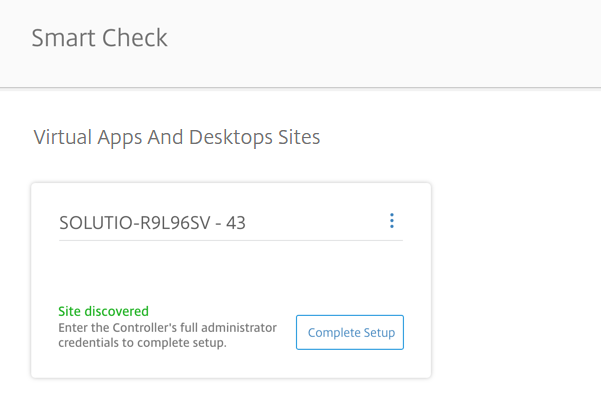 Smart Check
Virtual Apps And Desktops Sites
SOLUTIO-R9L96SV - 43
Site discovered
Enter the Controller's full administrator
credentials to complete setup.
Complete Setup